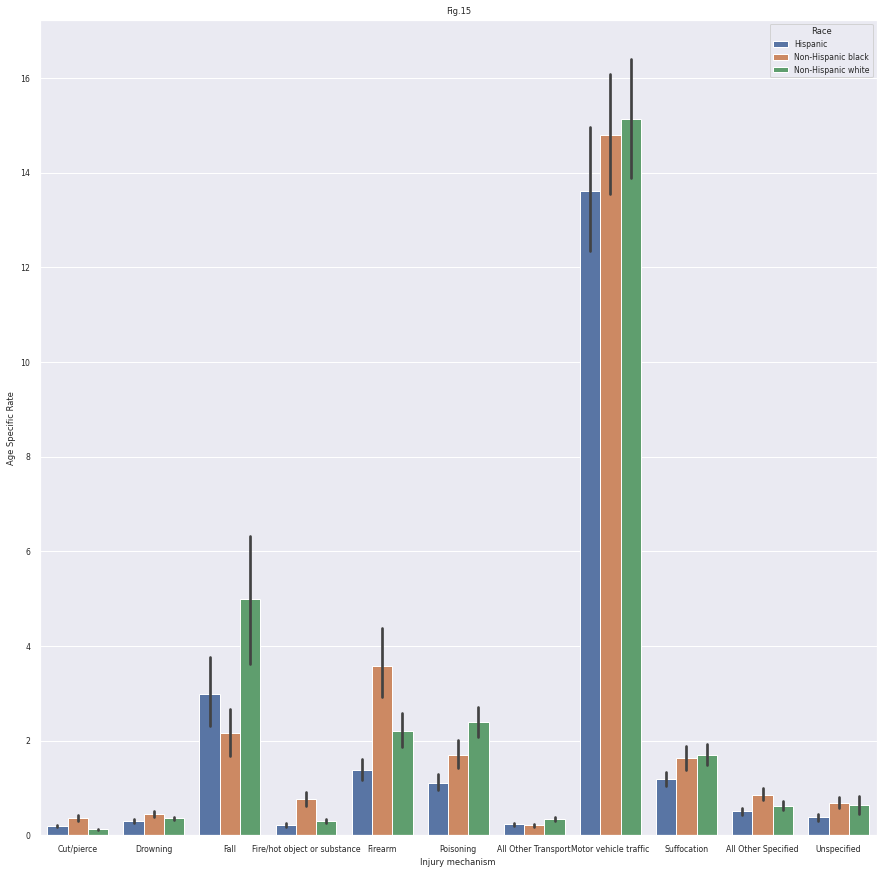 Fig.15
Race
Hispanic
Non-Hispanic black
Non-Hispanic white
Age Specific Rate
16
14
12
10
8
6
4
2
0
Cut/pierce
Drowning
Fall
Fire/hot object or substance
Firearm
Poisoning
All Other Transport
Motor vehicle traffic
Suffocation
All Other Specified
Unspecified
Injury mechanism